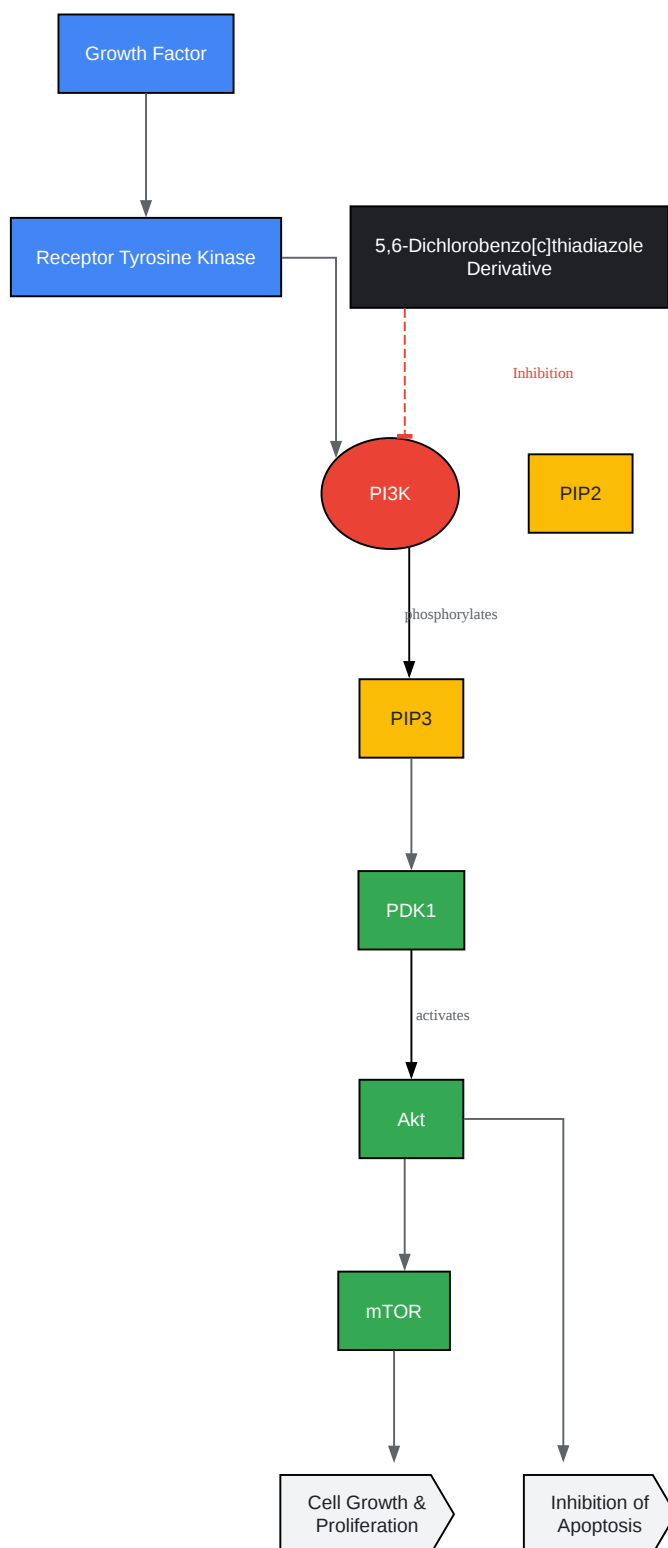 Growth Factor
Receptor Tyrosine Kinase
5,6-Dichlorobenzo[c]thiadiazole
Derivative
Inhibition
PI3K
PIP2
phosphorylates
PIP3
PDK1
activates
Akt
mTOR
Cell Growth &
Proliferation
Inhibition of
Apoptosis